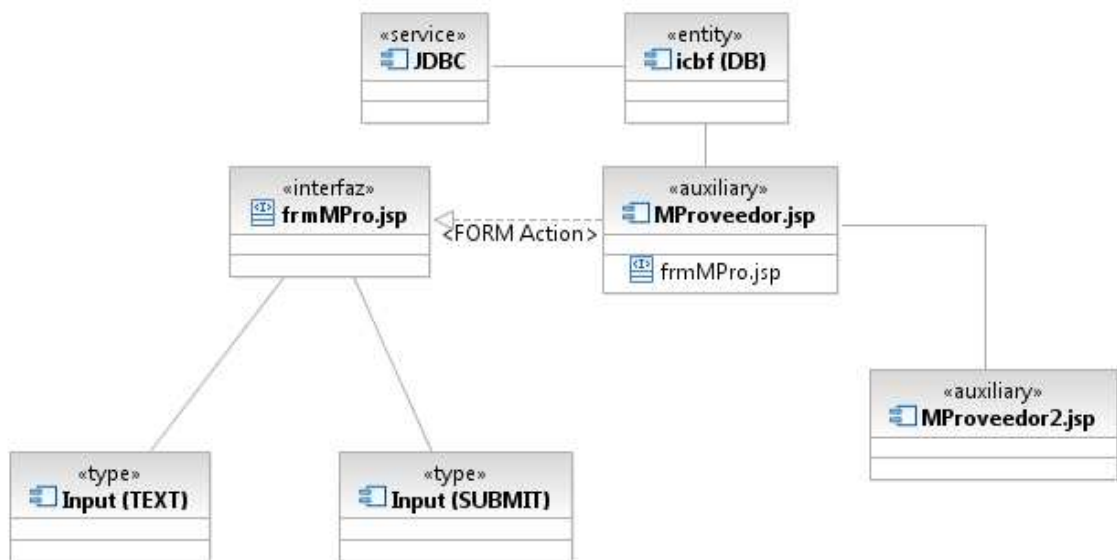 «service»
JDBC
«entity»
icbf (DB)
«interfaz»
frmMPro.jsp
<FORM Action>
«auxiliary»
MProveedor.jsp
frmMPro.jsp
«auxiliary»
MProveedor2.jsp
«type»
Input (TEXT)
«type»
Input (SUBMIT)